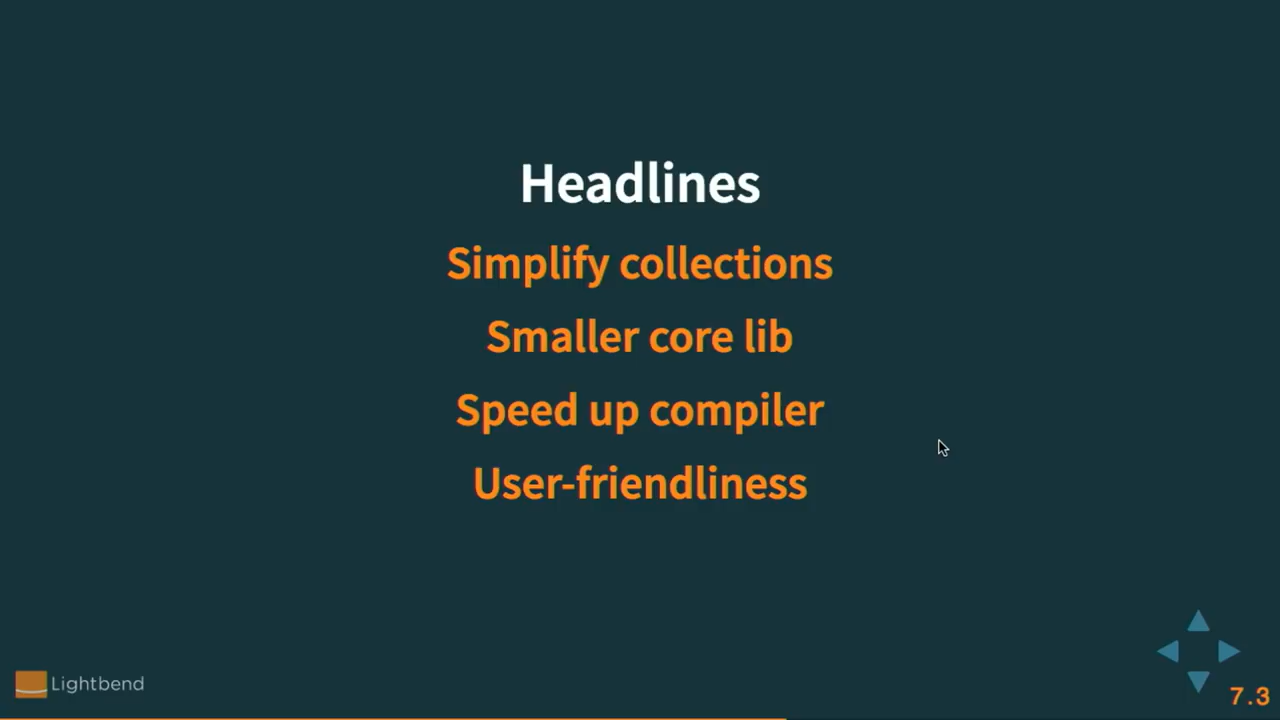 Headlines
Simplify collections
Smaller core lib
Speed up compiler
User-friendliness
Lightbend
7.3